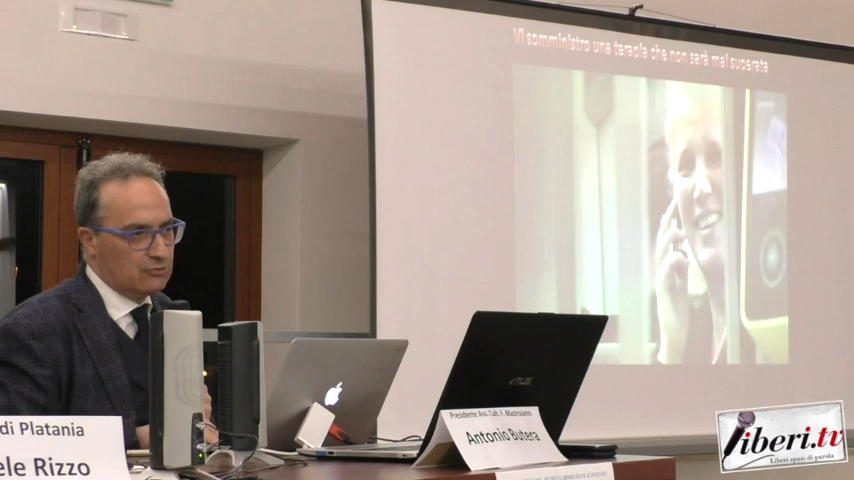 Vi somministro una terapia che non sarà mai superata
di Platania
ele Rizzo
Presidente Ass. Cult. F. Mastroianni
Antonio Butera
ASUS
liberi.tv
Liberi spazi di parola